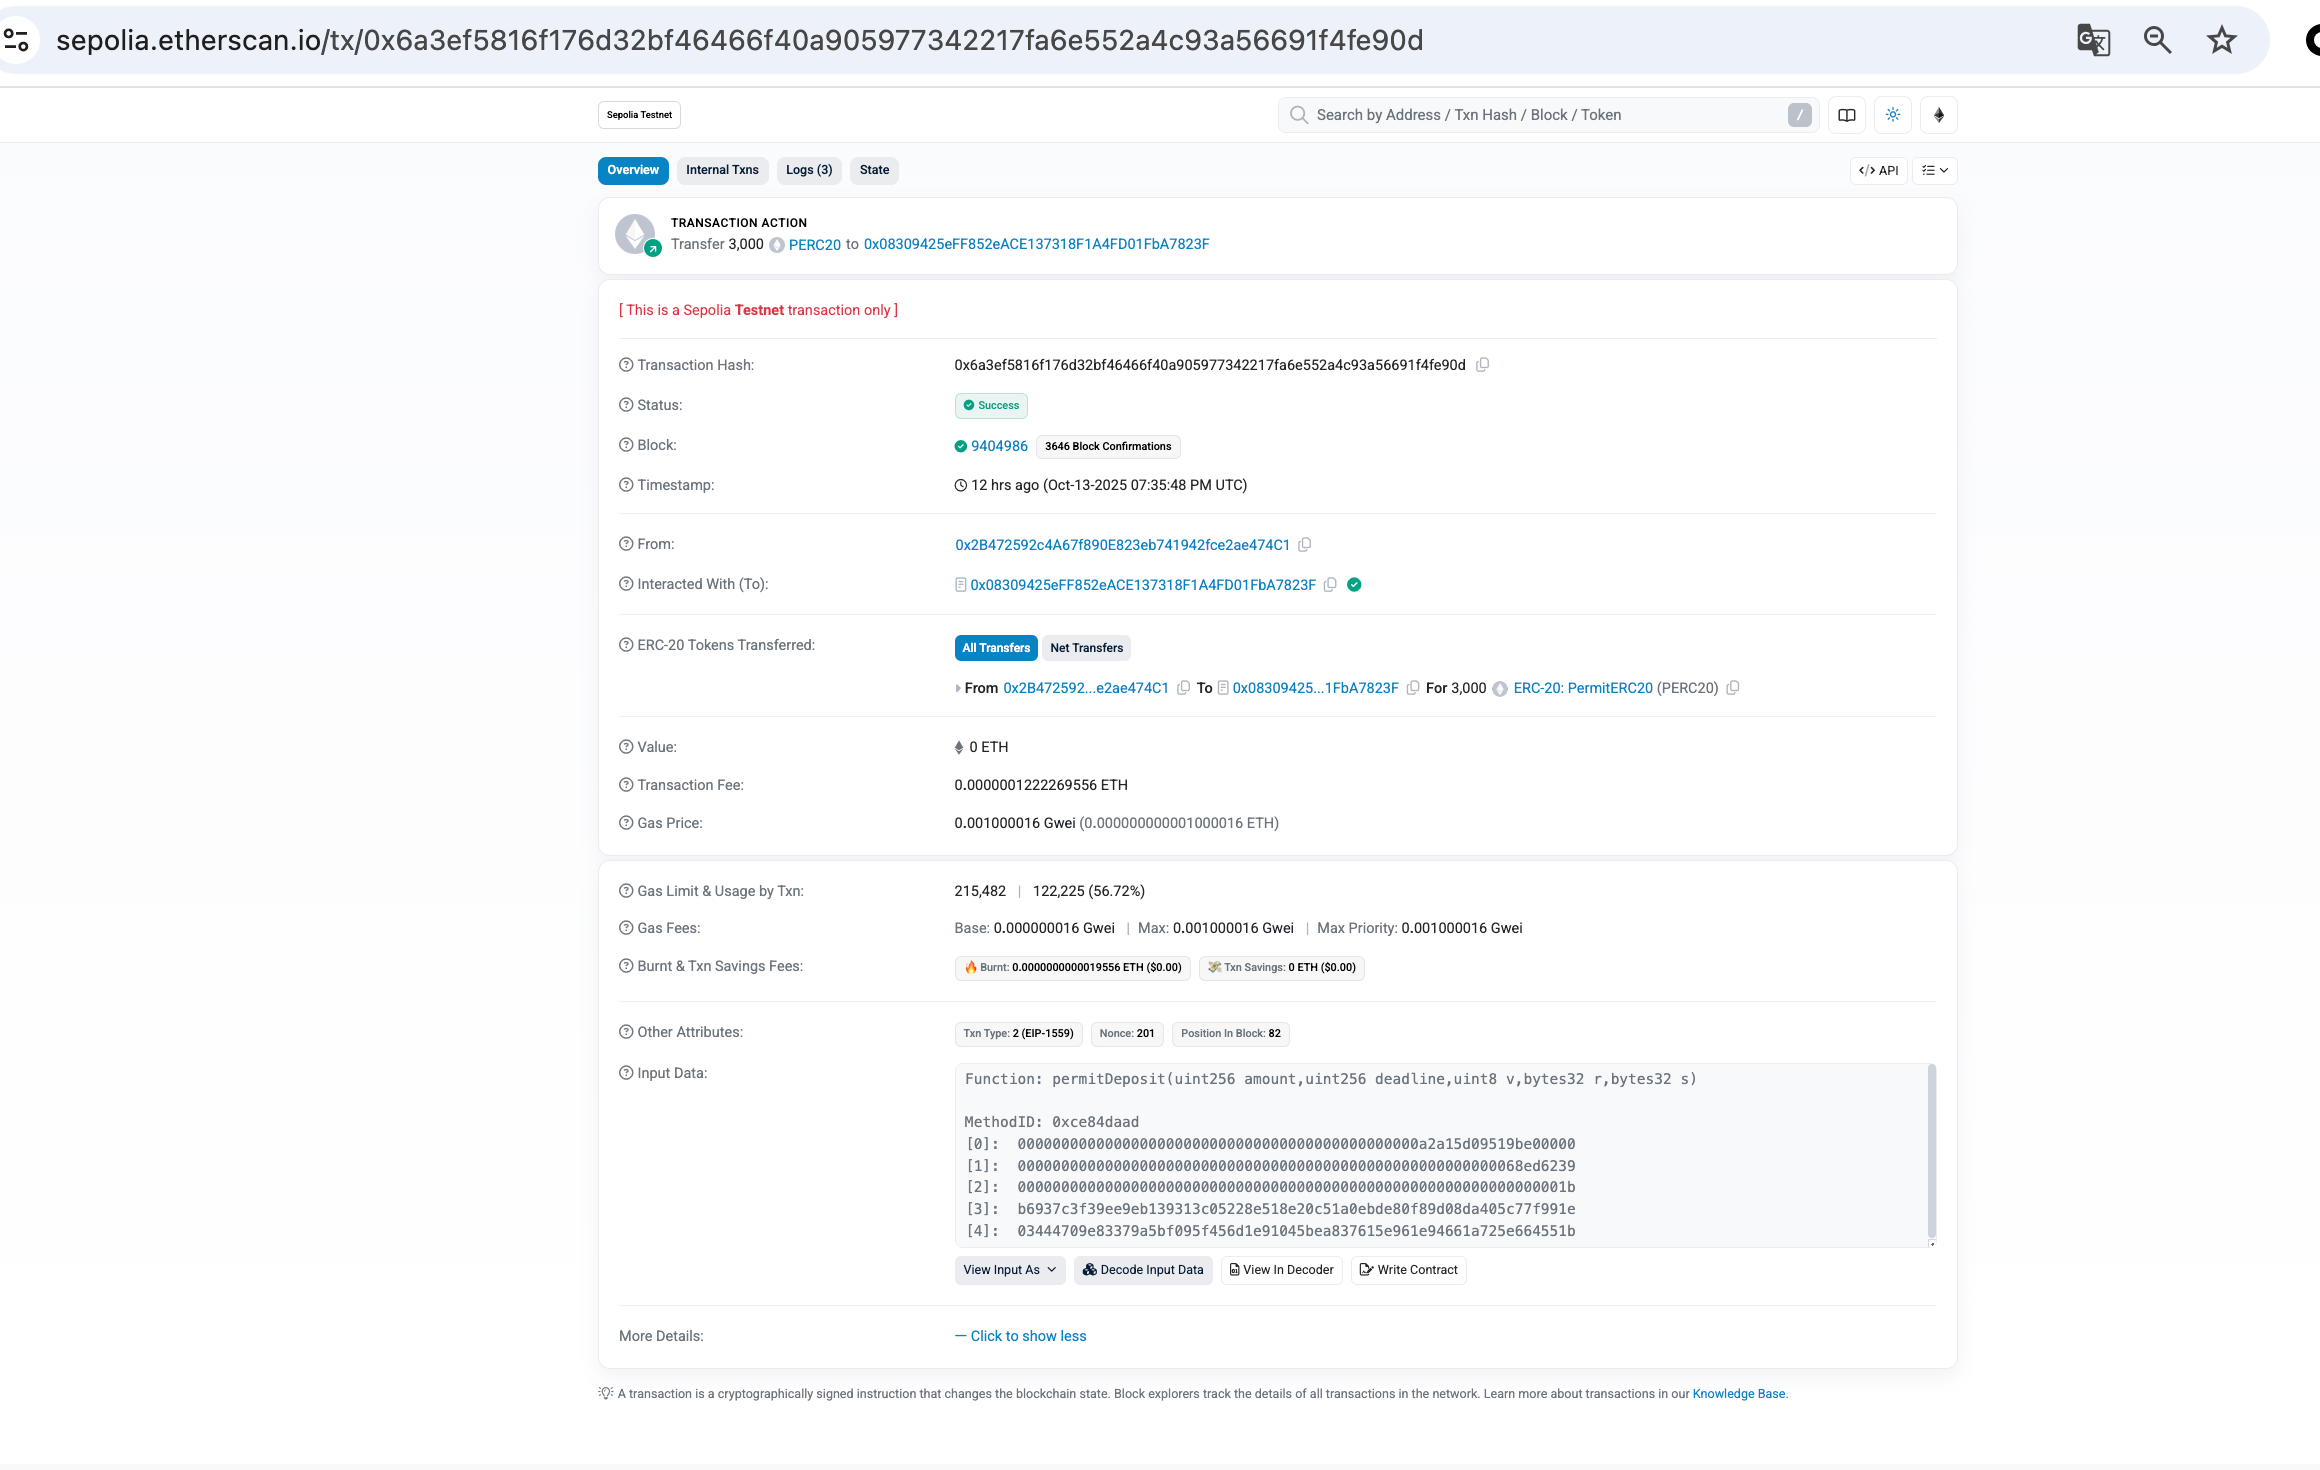 sepolia.etherscan.io/tx/0x6a3ef5816f176d32bf46466f40a905977342217fa6e552a4c93a56691f4fe90d
Sepolia Testnet
Search by Address / Txn Hash / Block / Token
/
Overview Internal Txns Logs (3) State
</> API
TRANSACTION ACTION
Transfer 3,000 PERC20 to 0x08309425eFF852eACE137318F1A4FD01FbA7823F
[ This is a Sepolia Testnet transaction only ]
Transaction Hash: 0x6a3ef5816f176d32bf46466f40a905977342217fa6e552a4c93a56691f4fe90d
Status: Success
Block: 9404986 3646 Block Confirmations
Timestamp: 12 hrs ago (Oct-13-2025 07:35:48 PM UTC)
From: 0x2B472592c4A67f890E823eb741942fce2ae474C1
Interacted With (To): 0x08309425eFF852eACE137318F1A4FD01FbA7823F
ERC-20 Tokens Transferred: All Transfers Net Transfers
From 0x2B472592...e2ae474C1 To 0x08309425...1FbA7823F For 3,000 ERC-20: PermitERC20 (PERC20)
Value: 0 ETH
Transaction Fee: 0.0000001222269556 ETH
Gas Price: 0.001000016 Gwei (0.000000000001000016 ETH)
Gas Limit & Usage by Txn: 215,482 | 122,225 (56.72%)
Gas Fees: Base: 0.000000016 Gwei | Max: 0.001000016 Gwei | Max Priority: 0.001000016 Gwei
Burnt & Txn Savings Fees: Burnt: 0.0000000000019556 ETH ($0.00) Txn Savings: 0 ETH ($0.00)
Other Attributes: Txn Type: 2 (EIP-1559) Nonce: 201 Position In Block: 82
Input Data: Function: permitDeposit(uint256 amount,uint256 deadline,uint8 v,bytes32 r,bytes32 s)
MethodID: 0xce84daad
[0]: 0000000000000000000000000000000000000000000000a2a15d09519be00000
[1]: 0000000000000000000000000000000000000000000000000000000068ed6239
[2]: 000000000000000000000000000000000000000000000000000000000000001b
[3]: b6937c3f39ee9eb139313c05228e518e20c51a0ebde80f89d08da405c77f991e
[4]: 03444709e83379a5bf095f456d1e91045bea837615e961e94661a725e664551b
View Input As Decode Input Data View In Decoder Write Contract
More Details: — Click to show less
A transaction is a cryptographically signed instruction that changes the blockchain state. Block explorers track the details of all transactions in the network. Learn more about transactions in our Knowledge Base.